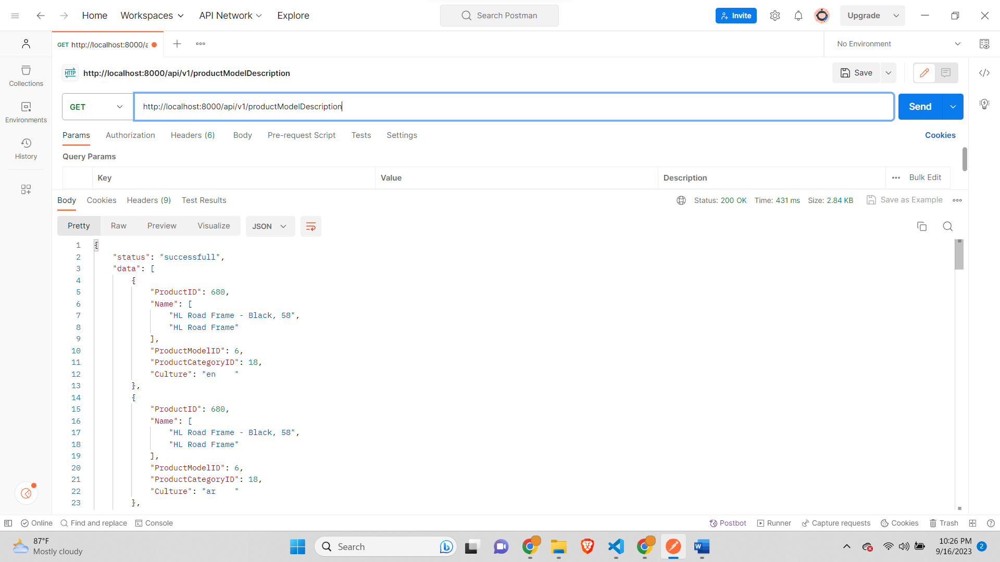 Home Workspaces API Network Explore Search Postman Invite Upgrade
GET http://localhost:8000/a No Environment
HTTP http://localhost:8000/api/v1/productModelDescription Save
Collections
GET http://localhost:8000/api/v1/productModelDescription Send
Environments
Params Authorization Headers (6) Body Pre-request Script Tests Settings Cookies
History
Query Params
Key Value Description Bulk Edit
Body Cookies Headers (9) Test Results Status: 200 OK Time: 431 ms Size: 2.84 KB Save as Example
Pretty Raw Preview Visualize JSON
1 {
2 "status": "successfull",
3 "data": [
4 {
5 "ProductID": 680,
6 "Name": [
7 "HL Road Frame - Black, 58",
8 "HL Road Frame"
9 ],
10 "ProductModelID": 6,
11 "ProductCategoryID": 18,
12 "Culture": "en    "
13 },
14 {
15 "ProductID": 680,
16 "Name": [
17 "HL Road Frame - Black, 58",
18 "HL Road Frame"
19 ],
20 "ProductModelID": 6,
21 "ProductCategoryID": 18,
22 "Culture": "ar    "
23 },
Online Find and replace Console Postbot Runner Capture requests Cookies Trash
87°F
Mostly cloudy
Search
W
10:26 PM
9/16/2023
2